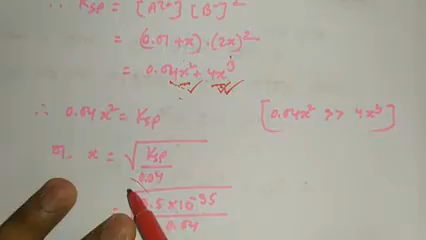 ∴ Ksp = [A²⁺] [B⁻]²
= (0.01+x)·(2x)²
= 0.04x² + 4x³
∴ 0.04x² = Ksp [0.04x² >> 4x³]
x = √(Ksp/0.04)
= √(.5×10⁻³⁵/0.04)